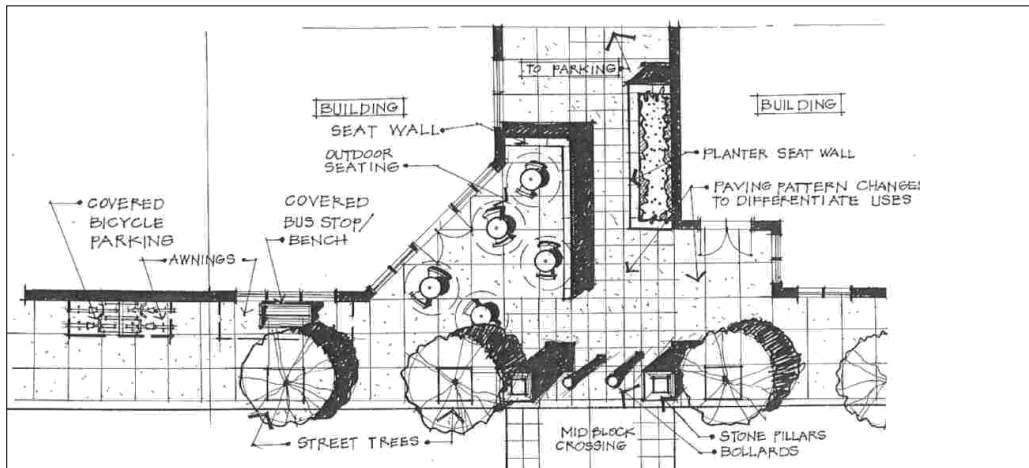 TO PARKING
BUILDING
BUILDING
SEAT WALL
OUTDOOR
SEATING
PLANTER SEAT WALL
PAVING PATTERN CHANGES
TO DIFFERENTIATE USES
COVERED
BICYCLE
PARKING
COVERED
BUS STOP/
BENCH
AWNINGS
STREET TREES
MID BLOCK
CROSSING
STONE PILLARS
BOLLARDS